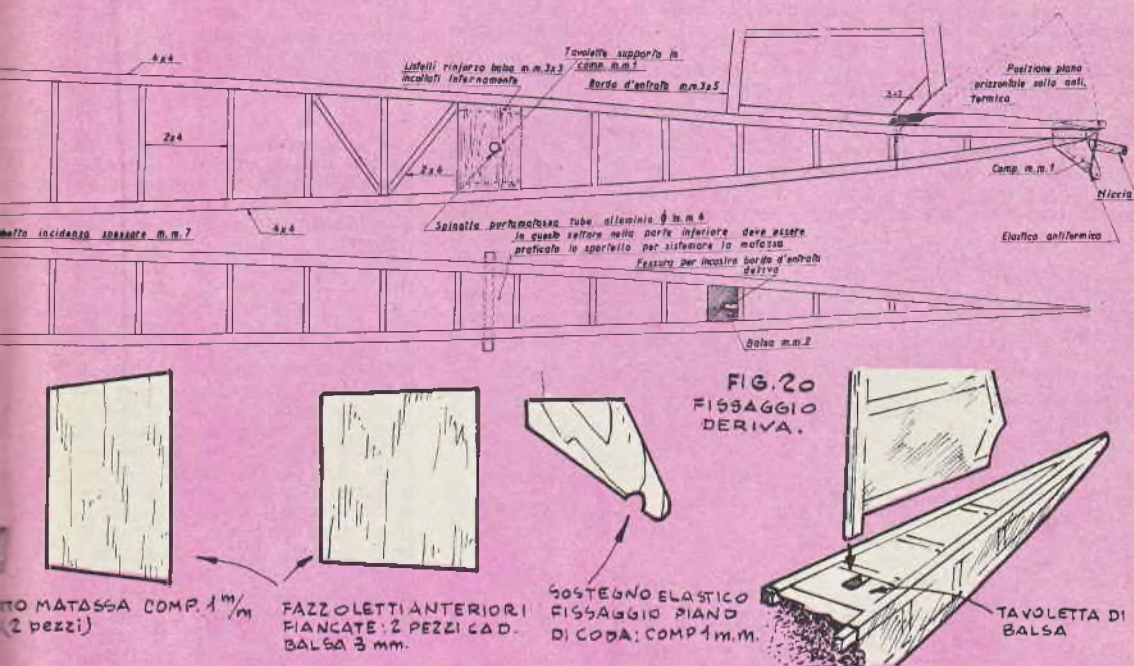 4x4
Listelli rinforzo balsa m.m.3x3
incollati internamente
Tavolette supporto in
comp. m.m 1
Borda d'entrata m.m.3x5
3x3
Posizione piano
orizzontale sotto anti.
Termica
2x4
2x4
Comp. m.m.1
Miccia
4x4
Spinotto portamatassa tubo alluminio ϕ m.m 4
Elastico antitermica
incidenza spessore m.m.7
In questo settore nella parte inferiore deve essere
praticato lo sportello per sistemare la matassa
Fessura per incastro bordo d'entrata
deriva
Balsa m.m.2
FIG.20
FISSAGGIO
DERIVA.
MATASSA COMP. 1 m/m
(2 pezzi)
FAZZOLETTI ANTERIORI
FIANCATE: 2 PEZZI CAD.
BALSA 3 mm.
SOSTEGNO ELASTICO
FISSAGGIO PIANO
DI CODA: COMP 1 m.m.
TAVOLETTA DI
BALSA